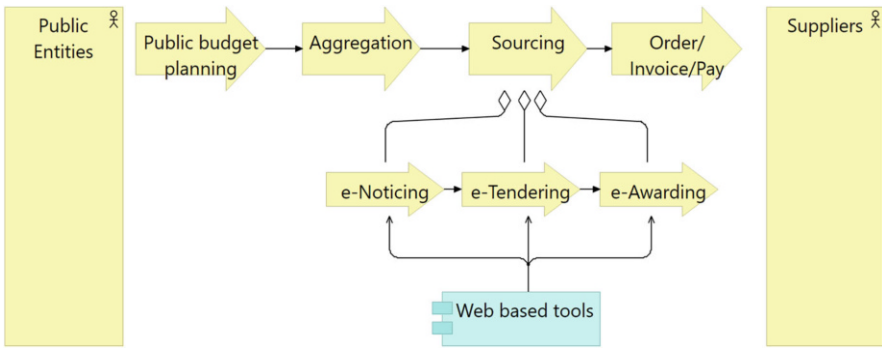 Public
Entities
Public budget
planning
Aggregation
Sourcing
Order/
Invoice/Pay
Suppliers
e-Noticing
e-Tendering
e-Awarding
Web based tools